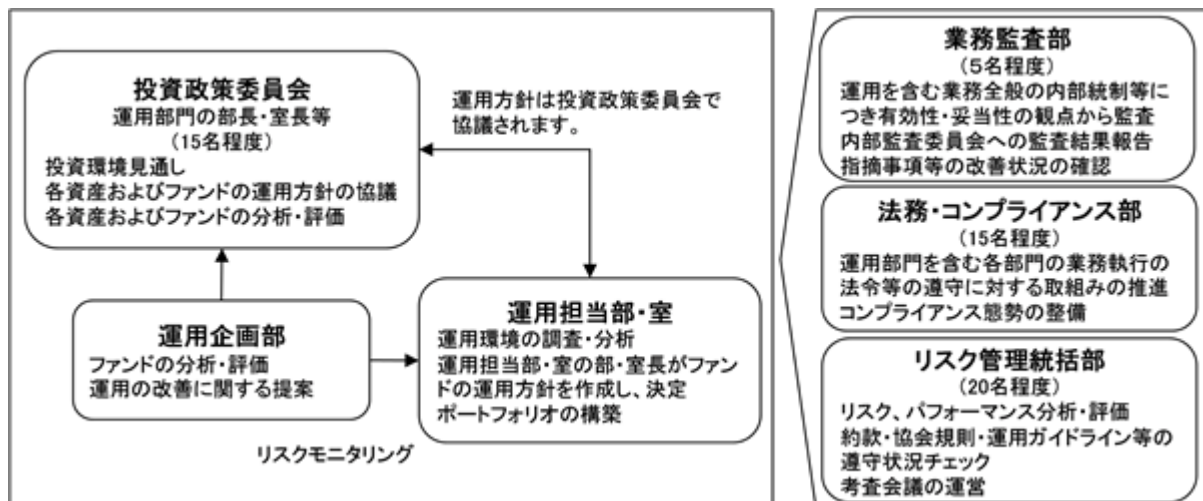 投資政策委員会
運用部門の部長・室長等
（15名程度）
投資環境見通し
各資産およびファンドの運用方針の協議
各資産およびファンドの分析・評価
運用方針は投資政策委員会で
協議されます。
運用企画部
ファンドの分析・評価
運用の改善に関する提案
運用担当部・室
運用環境の調査・分析
運用担当部・室の部・室長がファン
ドの運用方針を作成し、決定
ポートフォリオの構築
リスクモニタリング
業務監査部
（5名程度）
運用を含む業務全般の内部統制等に
つき有効性・妥当性の観点から監査
内部監査委員会への監査結果報告
指摘事項等の改善状況の確認
法務・コンプライアンス部
（15名程度）
運用部門を含む各部門の業務執行の
法令等の遵守に対する取組みの推進
コンプライアンス態勢の整備
リスク管理統括部
（20名程度）
リスク、パフォーマンス分析・評価
約款・協会規則・運用ガイドライン等の
遵守状況チェック
考査会議の運営